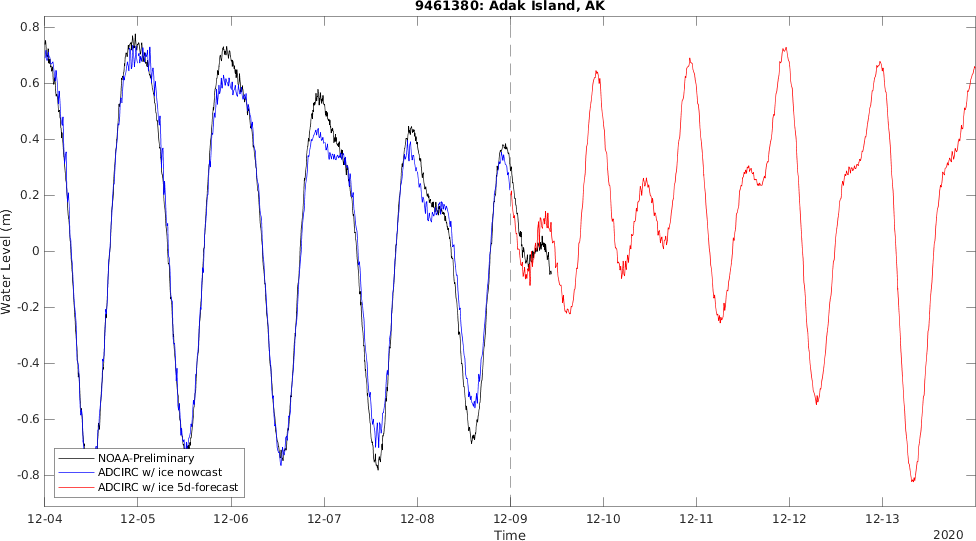 9461380: Adak Island, AK
Water Level (m)
0.8
0.6
0.4
0.2
0
-0.2
-0.4
-0.6
-0.8
NOAA-Preliminary
ADCIRC w/ ice nowcast
ADCIRC w/ ice 5d-forecast
12-04 12-05 12-06 12-07 12-08 12-09 12-10 12-11 12-12 12-13
Time
2020